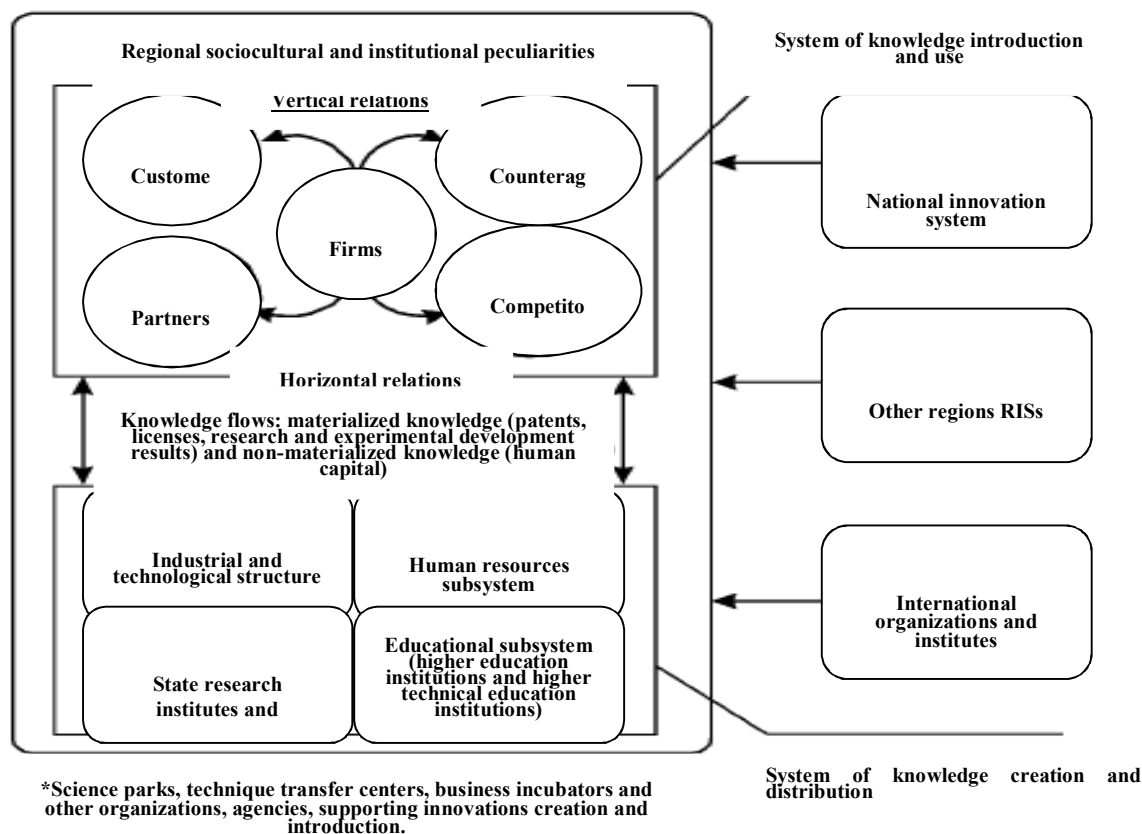 Regional sociocultural and institutional peculiarities
System of knowledge introduction
and use
Vertical relations
Custome
Counterag
Firms
Partners
Competito
National innovation
system
Horizontal relations
Knowledge flows: materialized knowledge (patents,
licenses, research and experimental development
results) and non-materialized knowledge (human
capital)
Other regions RISs
Industrial and
technological structure
Human resources
subsystem
State research
institutes and
Educational subsystem
(higher education
institutions and higher
technical education
institutions)
International
organizations and
institutes
*Science parks, technique transfer centers, business incubators and
other organizations, agencies, supporting innovations creation and
introduction.
System of knowledge creation and
distribution